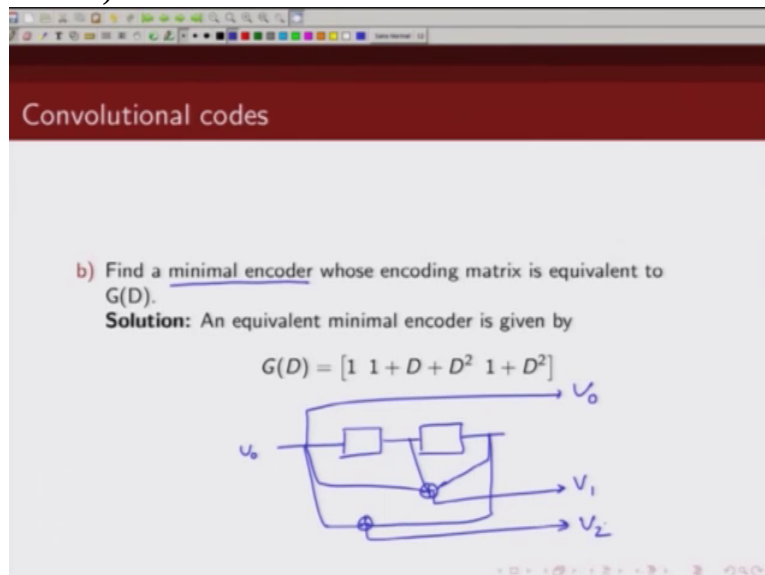 Convolutional codes
b) Find a minimal encoder whose encoding matrix is equivalent to
G(D).
Solution: An equivalent minimal encoder is given by
G(D) = [1 1 + D + D² 1 + D²]
V₀
U₀
V₁
V₂